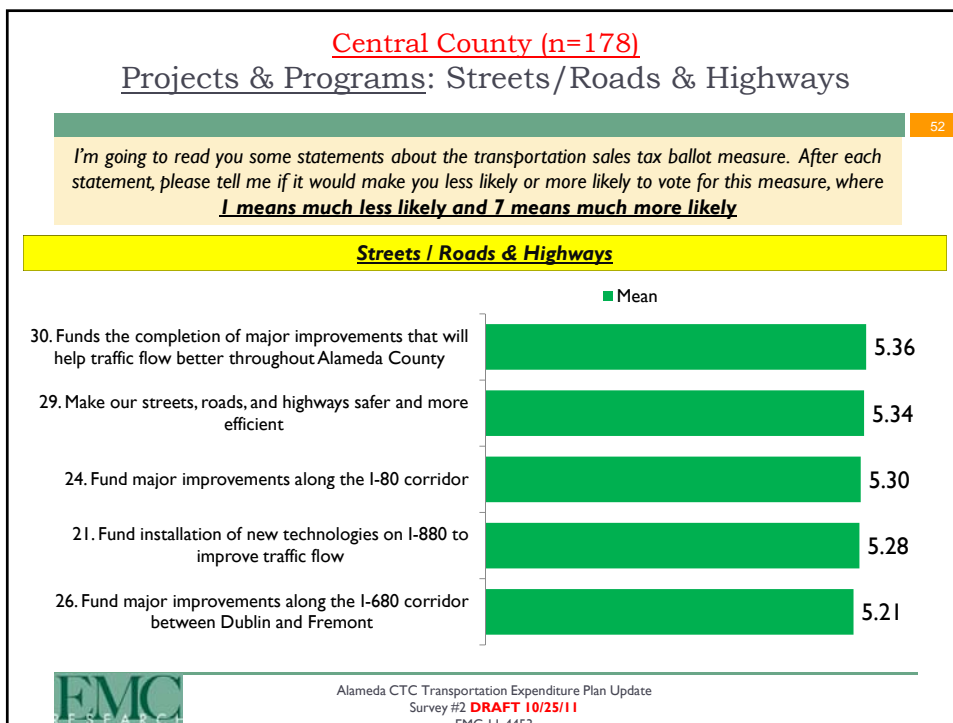 Central County (n=178)
Projects & Programs: Streets/Roads & Highways
52
I'm going to read you some statements about the transportation sales tax ballot measure. After each
statement, please tell me if it would make you less likely or more likely to vote for this measure, where
1 means much less likely and 7 means much more likely
Streets / Roads & Highways
Mean
30. Funds the completion of major improvements that will
help traffic flow better throughout Alameda County
5.36
29. Make our streets, roads, and highways safer and more
efficient
5.34
24. Fund major improvements along the I-80 corridor
5.30
21. Fund installation of new technologies on I-880 to
improve traffic flow
5.28
26. Fund major improvements along the I-680 corridor
between Dublin and Fremont
5.21
EMC
RESEARCH
Alameda CTC Transportation Expenditure Plan Update
Survey #2 DRAFT 10/25/11
EMC 11-4452